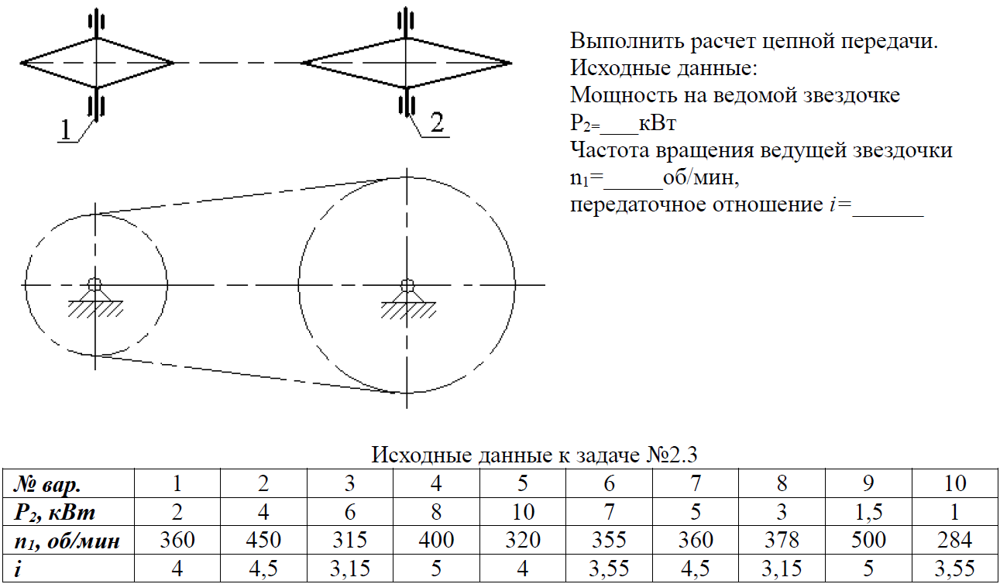 1
2
Выполнить расчет цепной передачи.
Исходные данные:
Мощность на ведомой звездочке
P₂₌___кВт
Частота вращения ведущей звездочки
n₁=_____об/мин,
передаточное отношение i=______
Исходные данные к задаче №2.3
№ вар. 1 2 3 4 5 6 7 8 9 10
P₂, кВт 2 4 6 8 10 7 5 3 1,5 1
n₁, об/мин 360 450 315 400 320 355 360 378 500 284
i 4 4,5 3,15 5 4 3,55 4,5 3,15 5 3,55